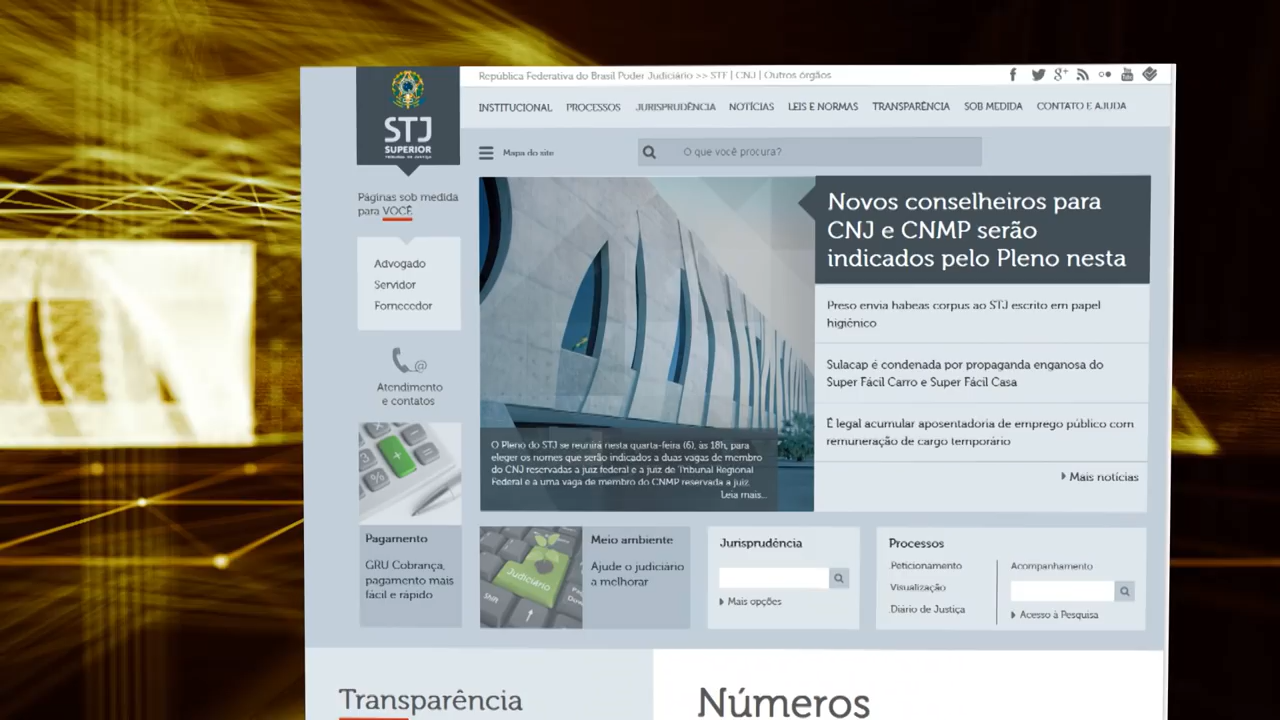 República Federativa do Brasil Poder Judiciário >> STF | CNJ | Outros órgãos
INSTITUCIONAL PROCESSOS JURISPRUDÊNCIA NOTÍCIAS LEIS E NORMAS TRANSPARÊNCIA SOB MEDIDA CONTATO E AJUDA
STJ
SUPERIOR
TRIBUNAL DE JUSTIÇA
Mapa do site
O que você procura?
Páginas sob medida
para VOCÊ
Advogado
Servidor
Fornecedor
Atendimento
e contatos
Novos conselheiros para
CNJ e CNMP serão
indicados pelo Pleno nesta
Preso envia habeas corpus ao STJ escrito em papel
higiênico
Sulacap é condenada por propaganda enganosa do
Super Fácil Carro e Super Fácil Casa
É legal acumular aposentadoria de emprego público com
remuneração de cargo temporário
Mais notícias
O Pleno do STJ se reunirá nesta quarta-feira (6), às 18h, para
eleger os nomes que serão indicados a duas vagas de membro
do CNJ reservadas a juiz federal e a juiz de Tribunal Regional
Federal e a uma vaga de membro do CNMP reservada a juiz
Leia mais...
Pagamento
GRU Cobrança,
pagamento mais
fácil e rápido
Judiciário
Shift
Meio ambiente
Ajude o judiciário
a melhorar
Jurisprudência
Mais opções
Processos
Peticionamento
Visualização
Diário de Justiça
Acompanhamento
Acesso à Pesquisa
Transparência
Números